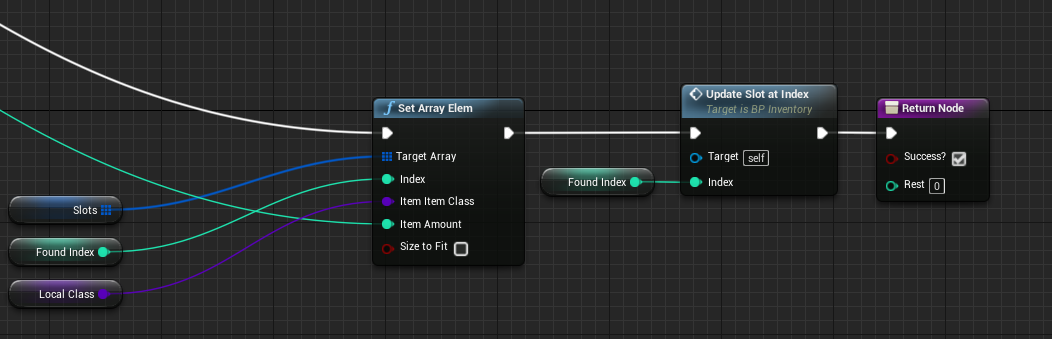 Set Array Elem
Target Array
Index
Item Item Class
Item Amount
Size to Fit
Slots
Found Index
Local Class
Update Slot at Index
Target is BP Inventory
Target self
Index
Found Index
Return Node
Success?
Rest 0